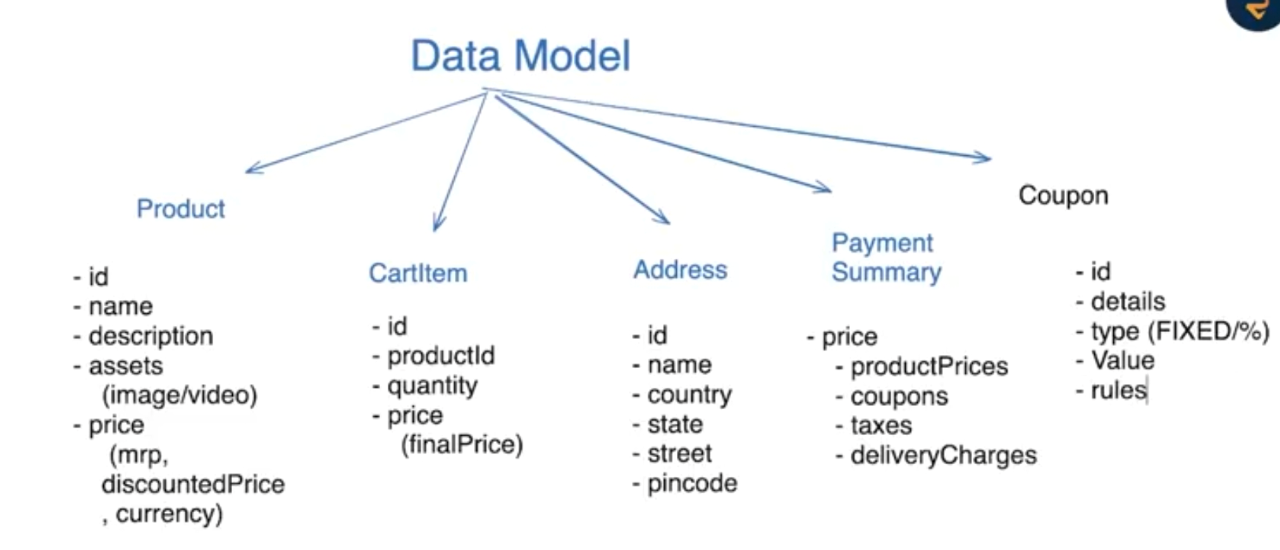 Data Model
Product
- id
- name
- description
- assets
(image/video)
- price
(mrp,
discountedPrice
, currency)
CartItem
- id
- productId
- quantity
- price
(finalPrice)
Address
- id
- name
- country
- state
- street
- pincode
Payment
Summary
- price
- productPrices
- coupons
- taxes
- deliveryCharges
Coupon
- id
- details
- type (FIXED/%)
- Value
- rules